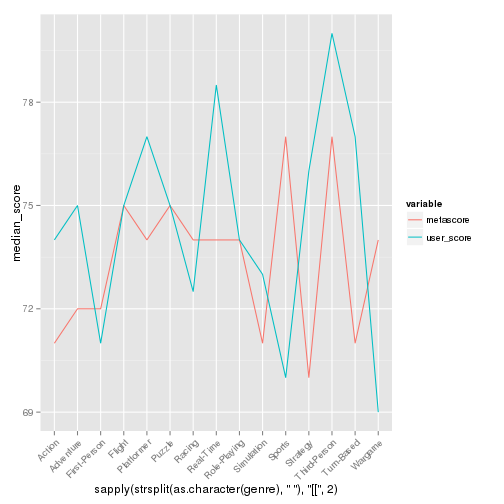 median_score
78
75
72
69
Action
Adventure
First-Person
Flight
Platformer
Puzzle
Racing
Real-Time
Role-Playing
Simulation
Sports
Strategy
Third-Person
Turn-Based
Wargame
sapply(strsplit(as.character(genre), " "), "[[", 2)
variable
metascore
user_score